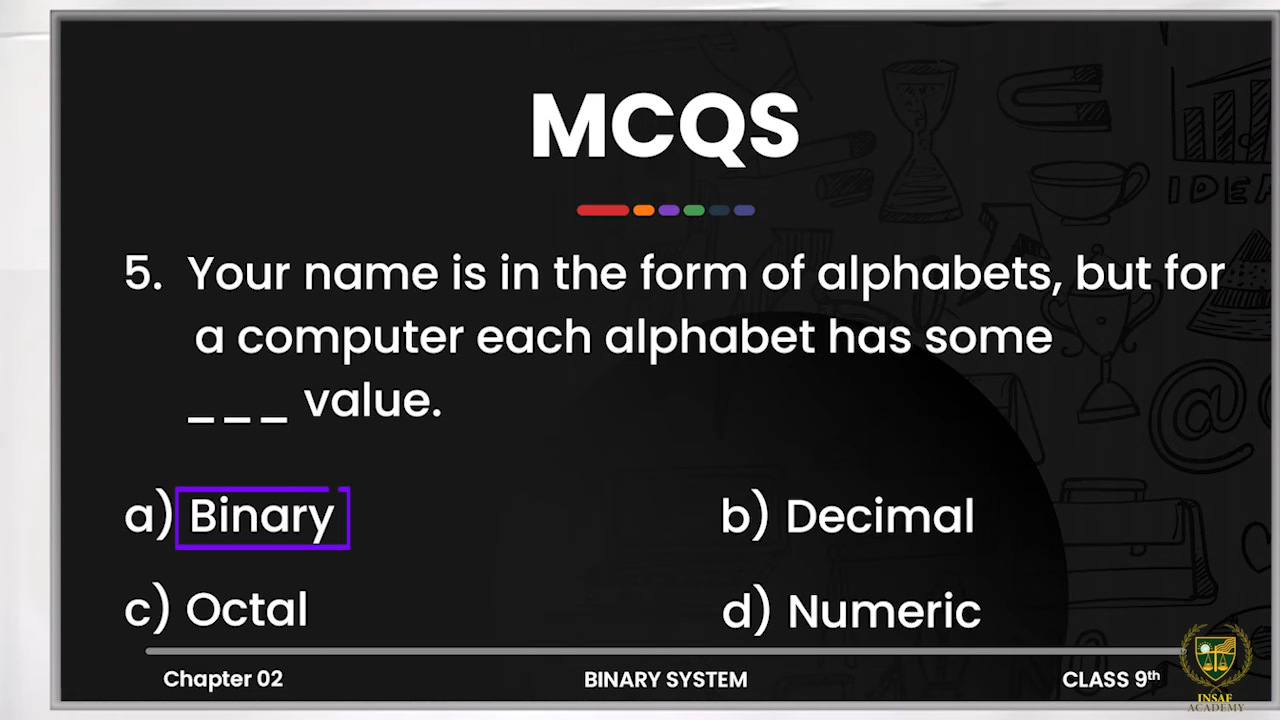 IDEA
MCQS
5. Your name is in the form of alphabets, but for
a computer each alphabet has some
_ _ _ value.
a) Binary
b) Decimal
c) Octal
d) Numeric
Chapter 02
BINARY SYSTEM
CLASS 9th
INSAF
ACADEMY